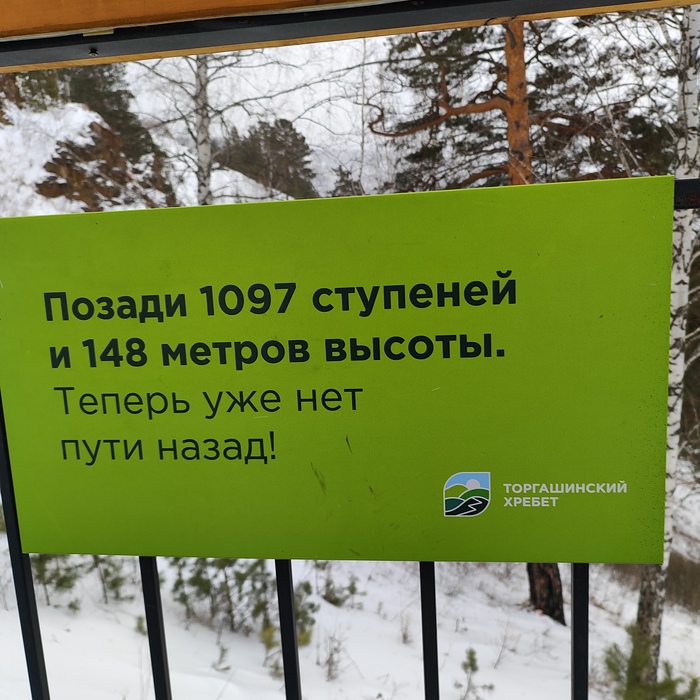 Позади 1097 ступеней
и 148 метров высоты.
Теперь уже нет
пути назад!
ТОРГАШИНСКИЙ
ХРЕБЕТ